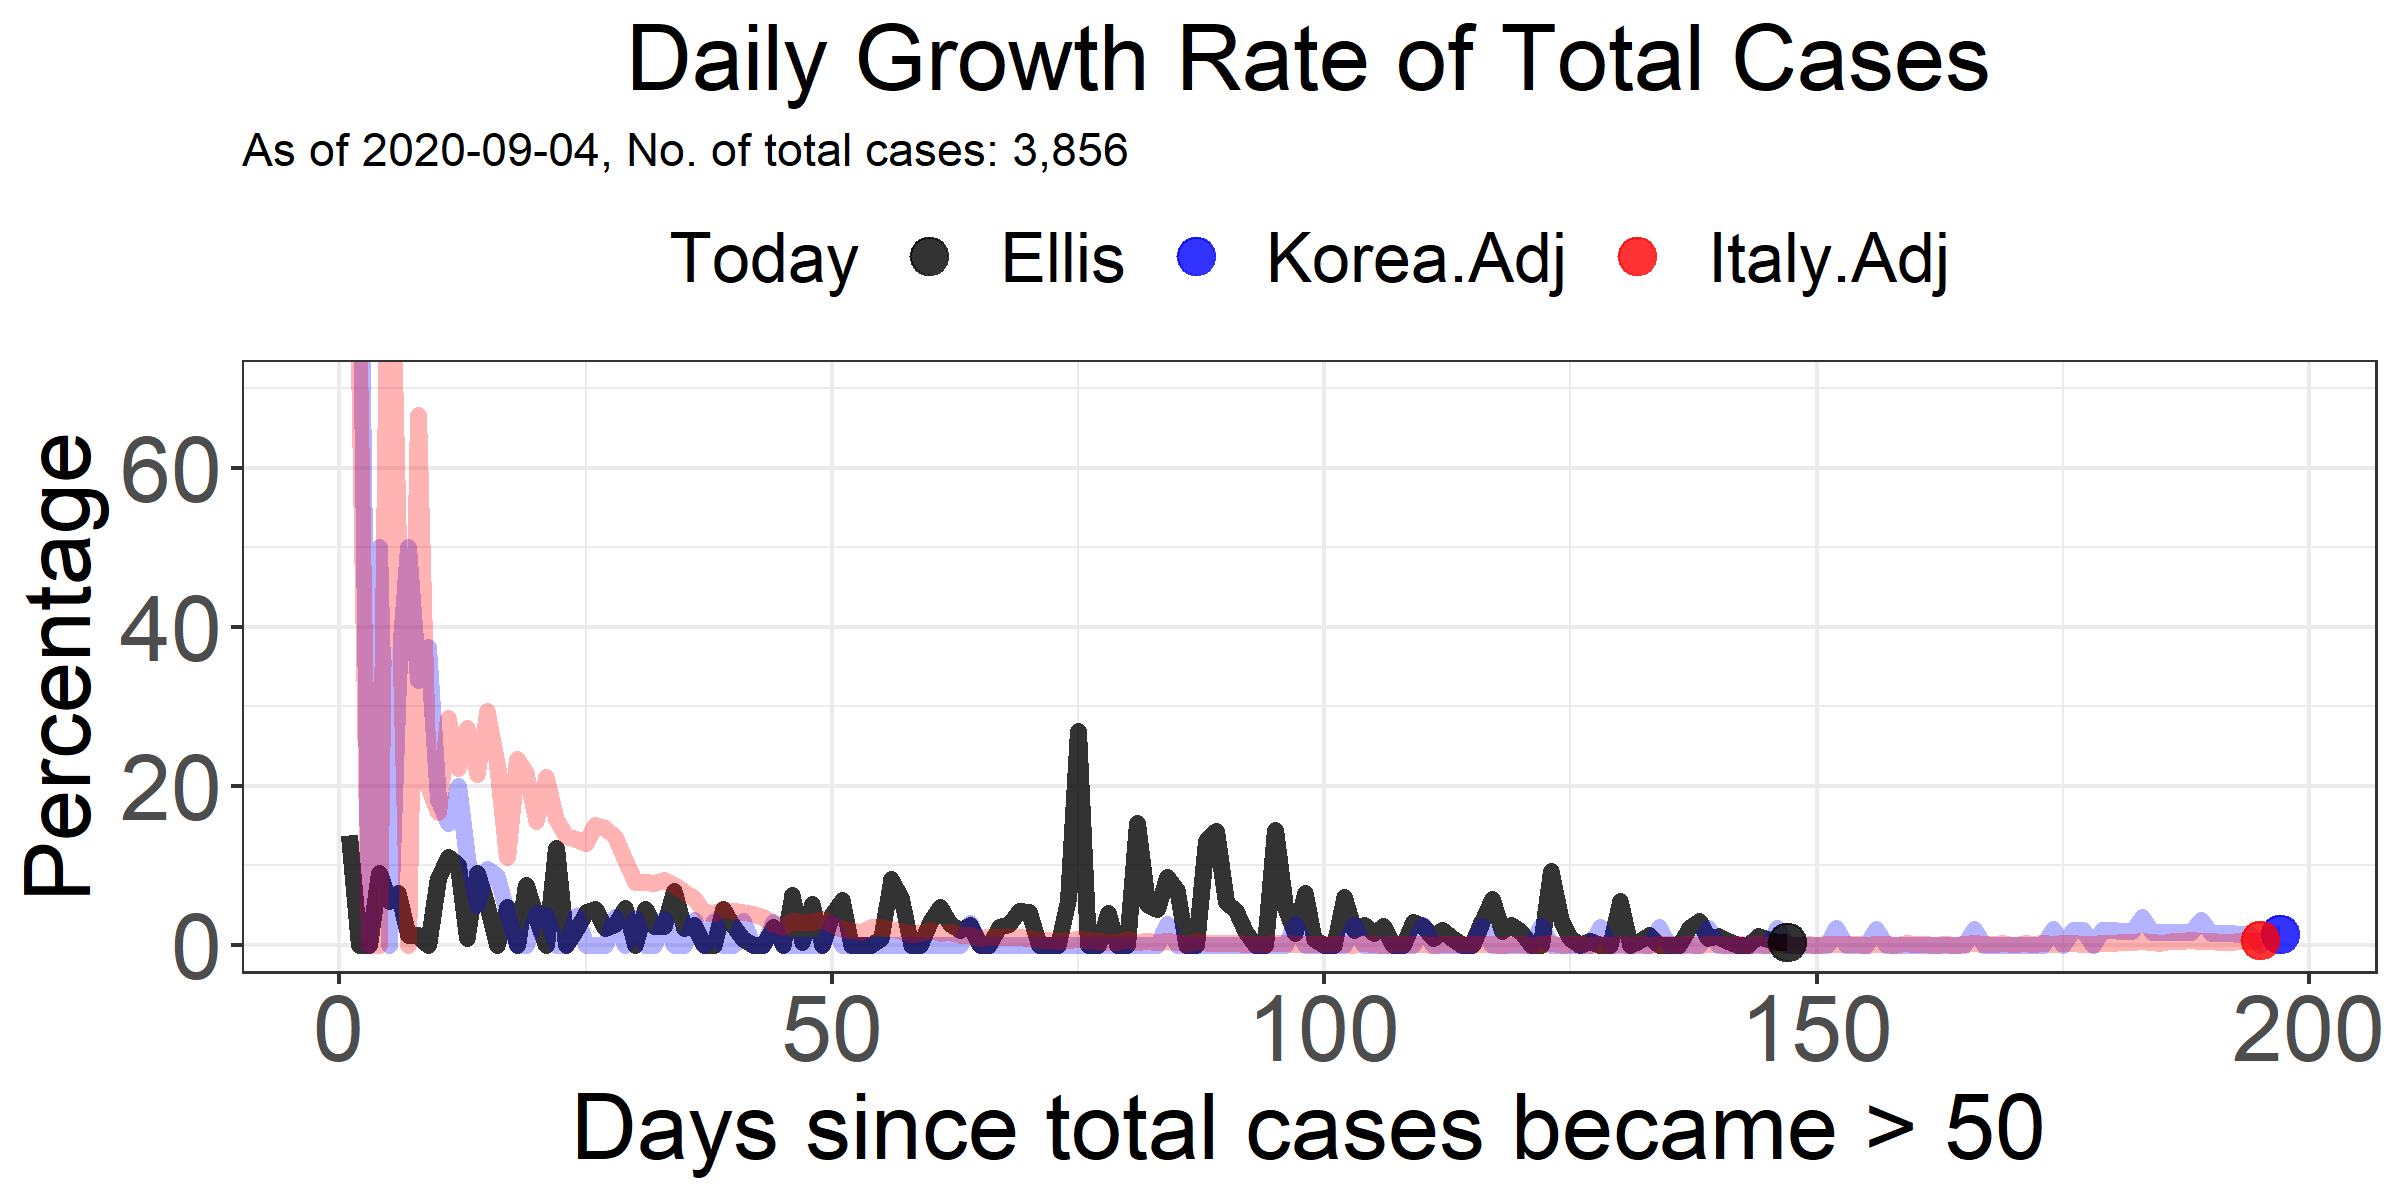 Daily Growth Rate of Total Cases
As of 2020-09-04, No. of total cases: 3,856
Today Ellis Korea.Adj Italy.Adj
Percentage
60
40
20
0
0 50 100 150 200
Days since total cases became > 50